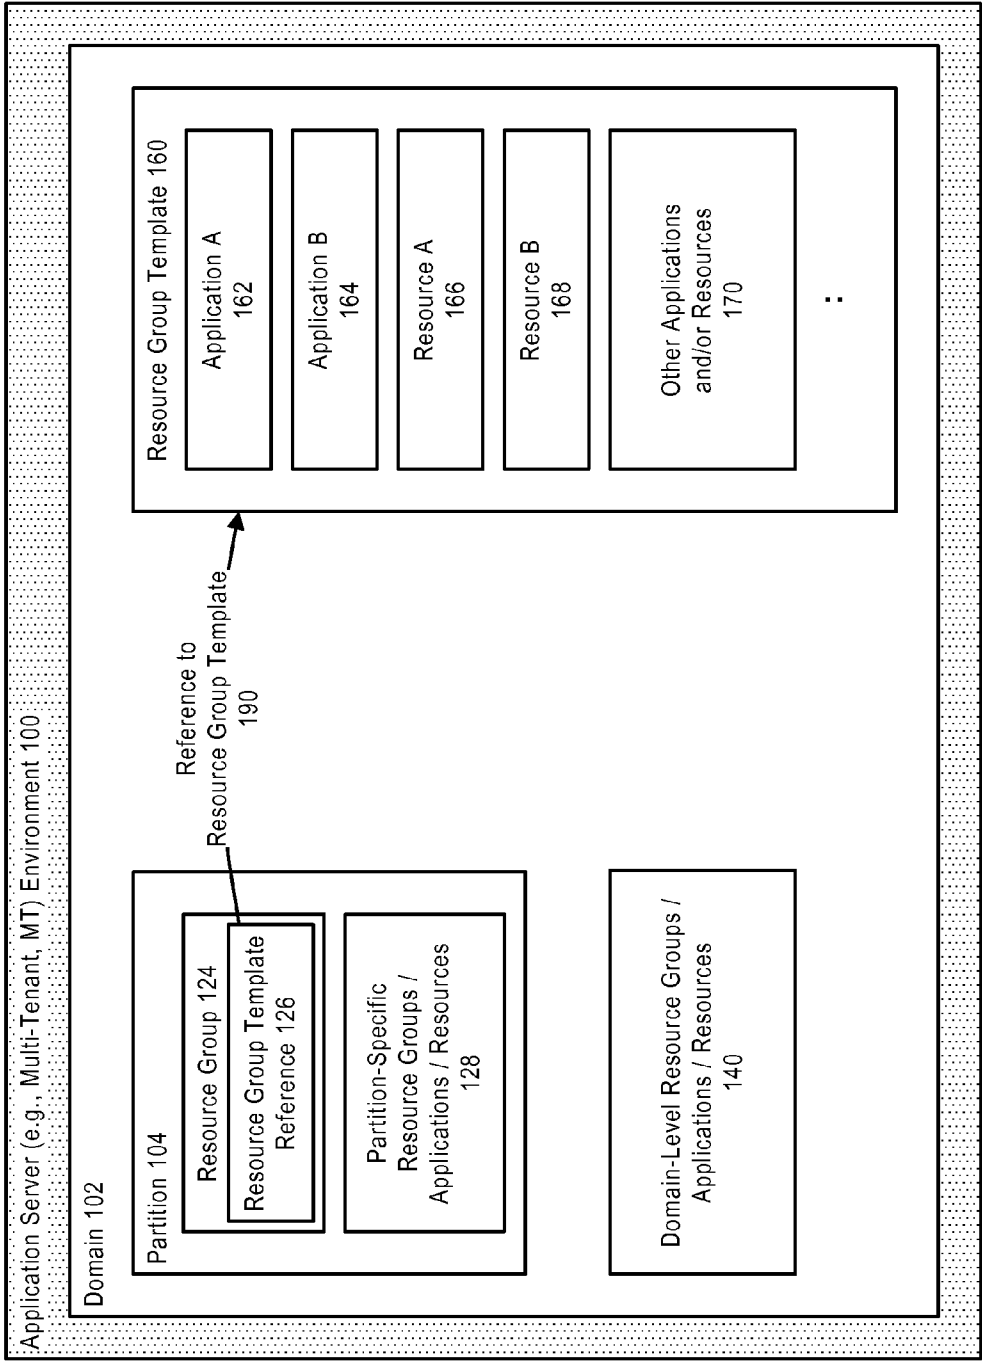 Application Server (e.g., Multi-Tenant, MT) Environment 100
Domain 102
Partition 104
Resource Group 124
Resource Group Template
Reference 126
Partition-Specific
Resource Groups /
Applications / Resources
128
Domain-Level Resource Groups /
Applications / Resources
140
Reference to
Resource Group Template
190
Resource Group Template 160
Application A
162
Application B
164
Resource A
166
Resource B
168
Other Applications
and/or Resources
170